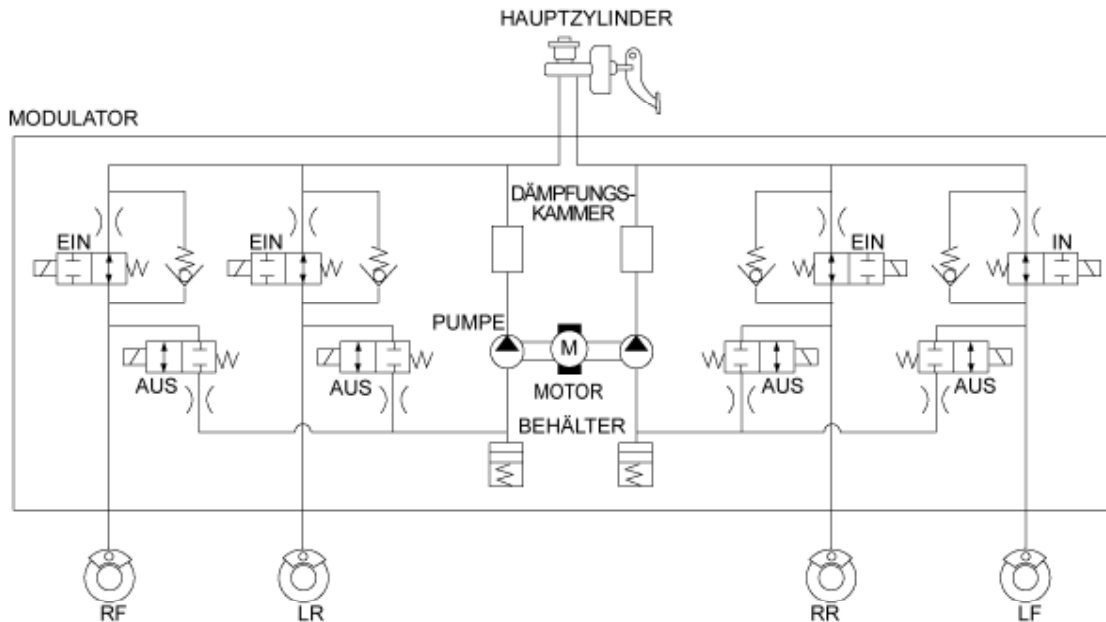 HAUPTZYLINDER
MODULATOR
DÄMPFUNGS-
KAMMER
EIN
EIN
EIN
IN
PUMPE
M
AUS
AUS
MOTOR
AUS
AUS
BEHÄLTER
RF
LR
RR
LF